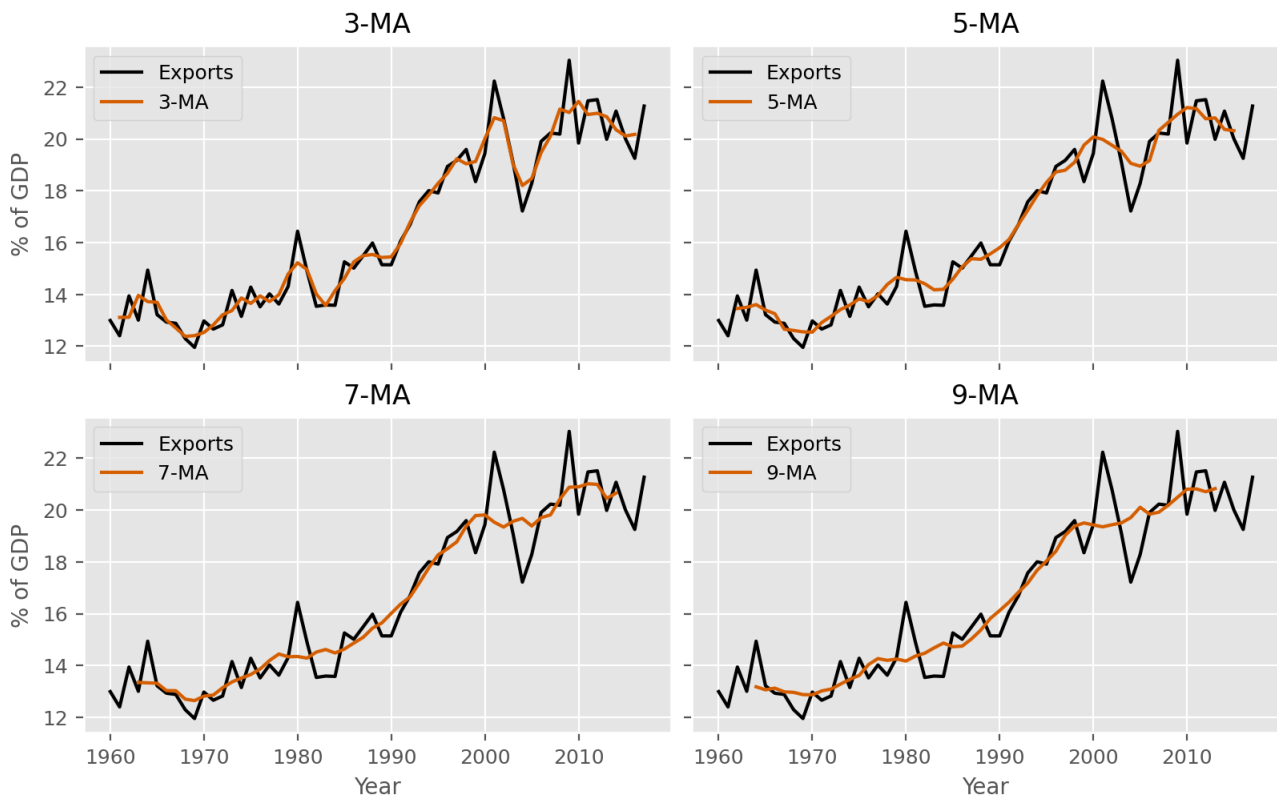 3-MA
5-MA
Exports
3-MA
Exports
5-MA
% of GDP
22
20
18
16
14
12
7-MA
9-MA
Exports
7-MA
Exports
9-MA
% of GDP
22
20
18
16
14
12
1960 1970 1980 1990 2000 2010
1960 1970 1980 1990 2000 2010
Year
Year